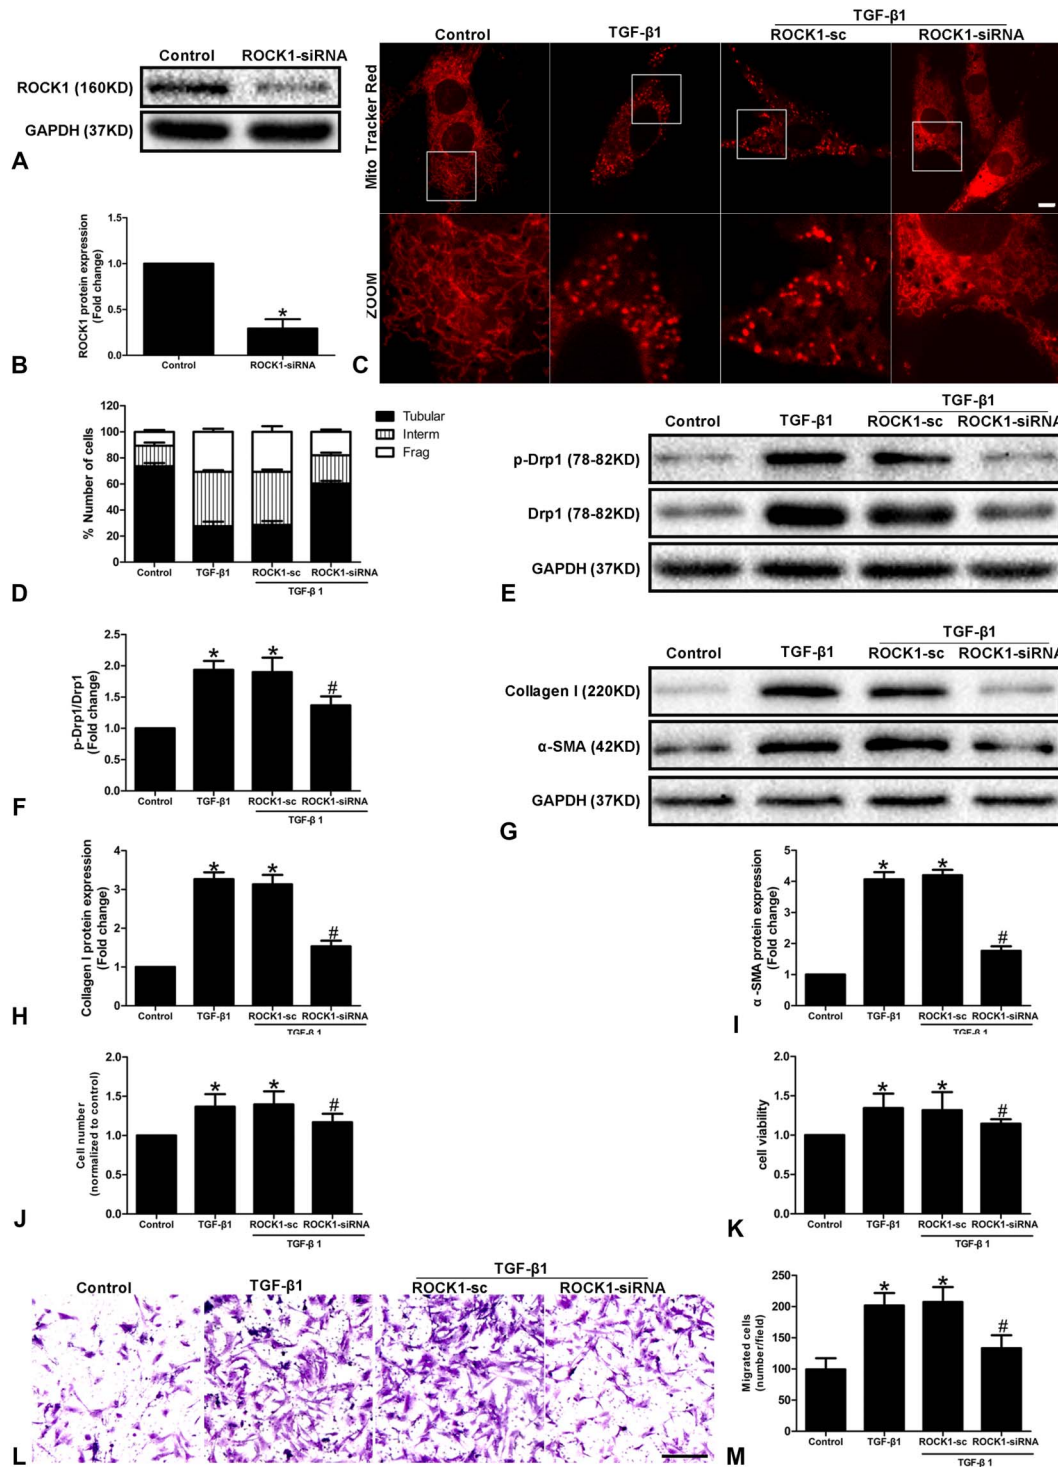 Control ROCK1-siRNA
ROCK1 (160KD)
GAPDH (37KD)
A
ROCK1 protein expression
(Fold change)
1.5
1.0
0.5
0.0
*
Control ROCK1-siRNA
B
TGF-β1
Control TGF-β1 ROCK1-sc ROCK1-siRNA
Mito Tracker Red
ZOOM
C
% Number of cells
120
100
80
60
40
20
0
Tubular
Interm
Frag
Control TGF-β1 ROCK1-sc ROCK1-siRNA
TGF-β 1
D
TGF-β1
Control TGF-β1 ROCK1-sc ROCK1-siRNA
p-Drp1 (78-82KD)
Drp1 (78-82KD)
GAPDH (37KD)
E
p-Drp1/Drp1
(Fold change)
2.5
2.0
1.5
1.0
0.5
0.0
* * #
Control TGF-β1 ROCK1-sc ROCK1-siRNA
TGF-β 1
F
TGF-β1
Control TGF-β1 ROCK1-sc ROCK1-siRNA
Collagen I (220KD)
α-SMA (42KD)
GAPDH (37KD)
G
Collagen I protein expression
(Fold change)
4
3
2
1
0
* * #
Control TGF-β1 ROCK1-sc ROCK1-siRNA
TGF-β 1
H
α -SMA protein expression
(Fold change)
5
4
3
2
1
0
* * #
Control TGF-β1 ROCK1-sc ROCK1-siRNA
TGF-β 1
I
Cell number
(normalized to control)
2.0
1.5
1.0
0.5
0.0
* * #
Control TGF-β1 ROCK1-sc ROCK1-siRNA
TGF-β 1
J
cell viability
2.0
1.5
1.0
0.5
0.0
* * #
Control TGF-β1 ROCK1-sc ROCK1-siRNA
TGF-β 1
K
TGF-β1
Control TGF-β1 ROCK1-sc ROCK1-siRNA
L
Migrated cells
(number/field)
250
200
150
100
50
0
* * #
Control TGF-β1 ROCK1-sc ROCK1-siRNA
TGF-β 1
M